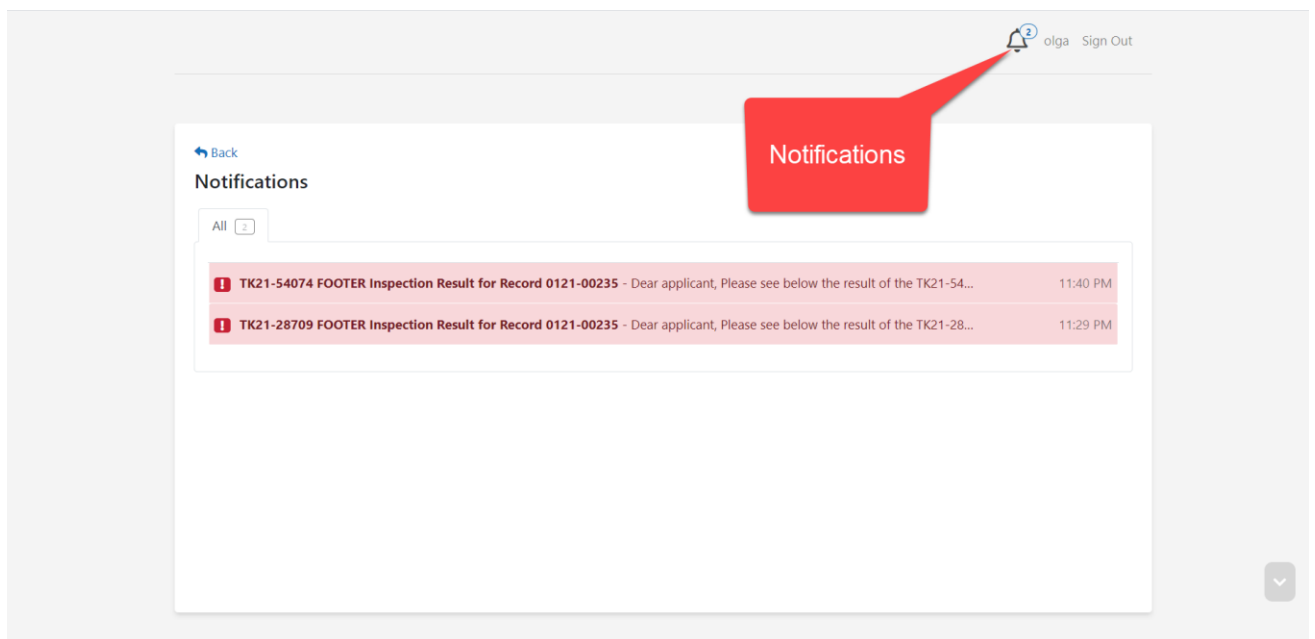 2 olga Sign Out
Notifications
Back
Notifications
All 2
TK21-54074 FOOTER Inspection Result for Record 0121-00235 - Dear applicant, Please see below the result of the TK21-54... 11:40 PM
TK21-28709 FOOTER Inspection Result for Record 0121-00235 - Dear applicant, Please see below the result of the TK21-28... 11:29 PM